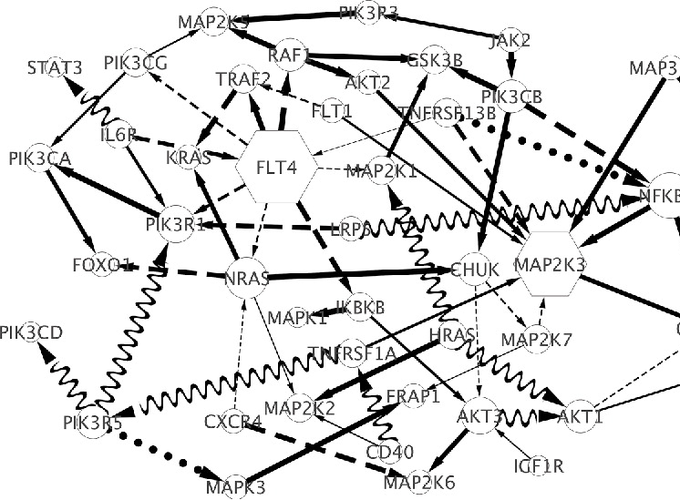 PIK3R3
MAP2K5
JAK2
RAF1
GSK3B
PIK3CG
STAT3
MAP3
TRAF2
AKT2
PIK3CB
FLT1
TNFRSF13B
IL6R
PIK3CA
KRAS
FLT4
MAP2K1
NFKB
PIK3R1
LRP5
FOXO1
NRAS
CHUK
MAP2K3
IKBKB
MAPK1
PIK3CD
HRAS
MAP2K7
TNFRSF1A
FRAP1
MAP2K2
PIK3R5
CXCR4
AKT3
AKT1
CD40
IGF1R
MAP2K6
MAPK3